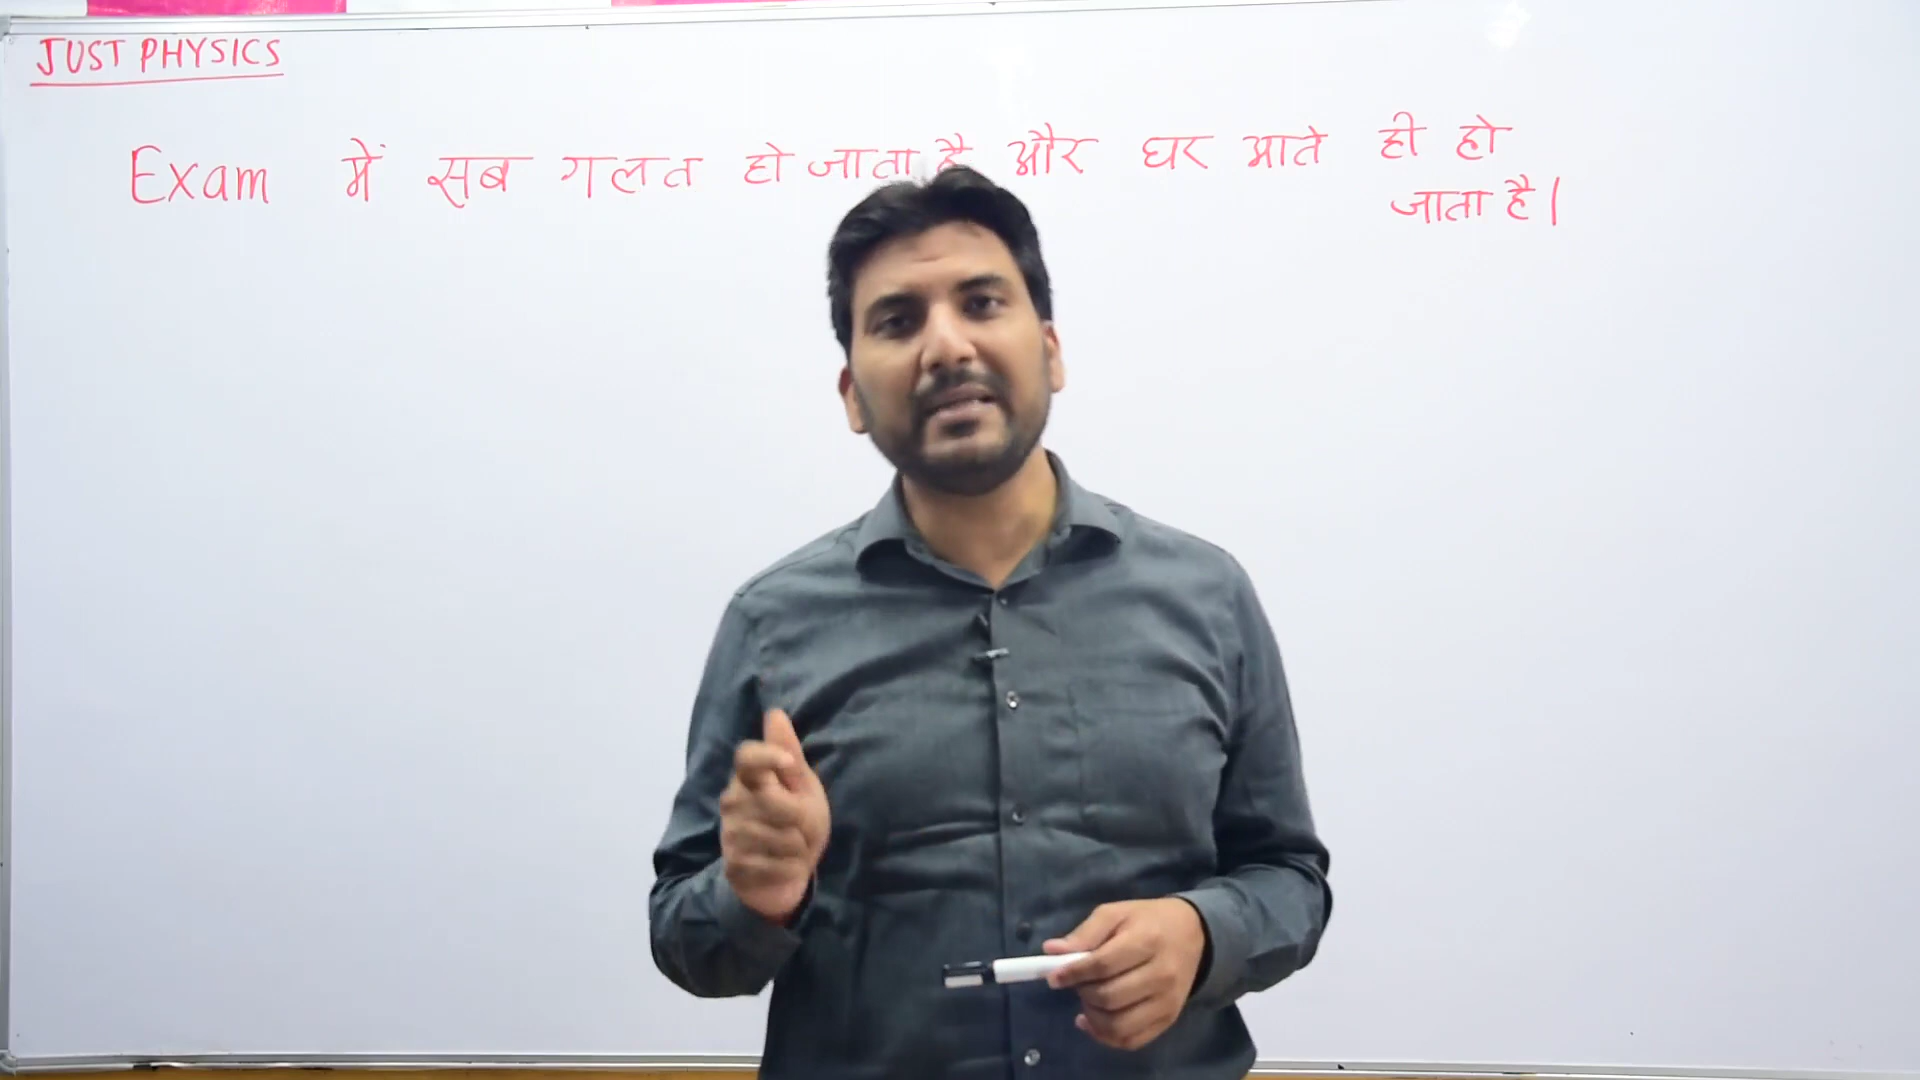 JUST PHYSICS
Exam में सब गलत हो जाता है और घर आते ही हो
जाता है।